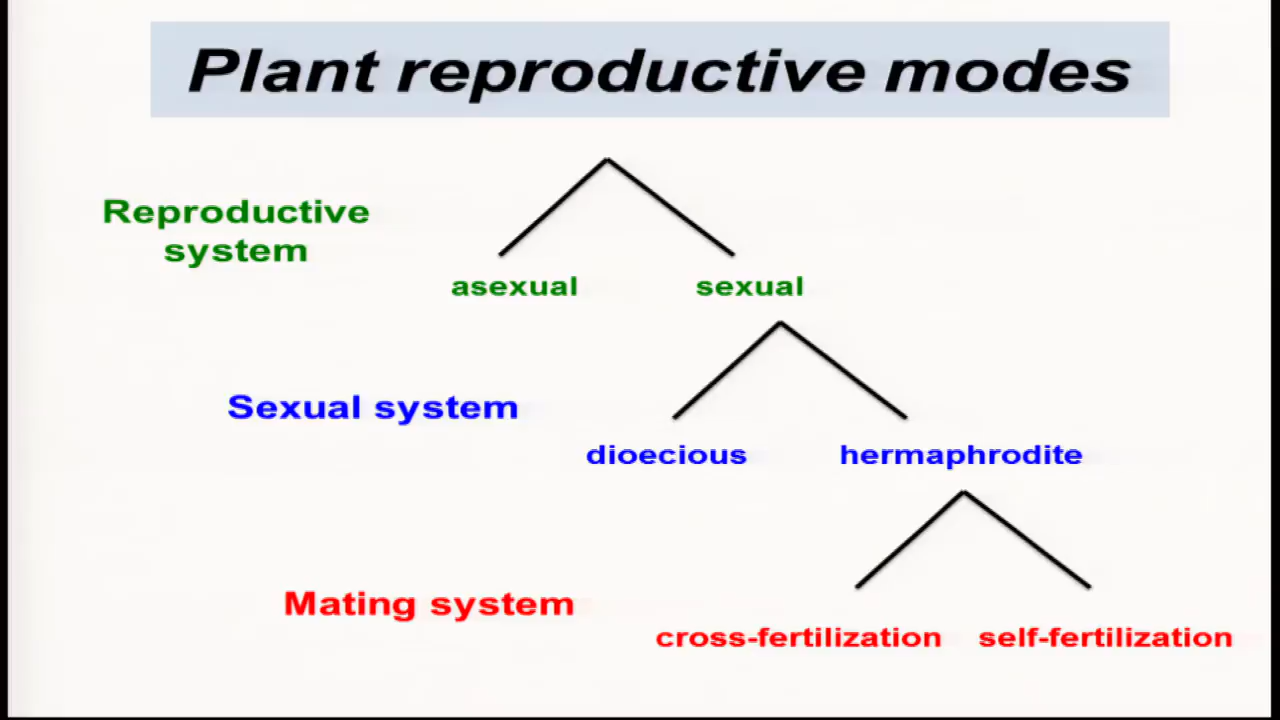 Plant reproductive modes
Reproductive
system
asexual sexual
Sexual system
dioecious hermaphrodite
Mating system
cross-fertilization self-fertilization